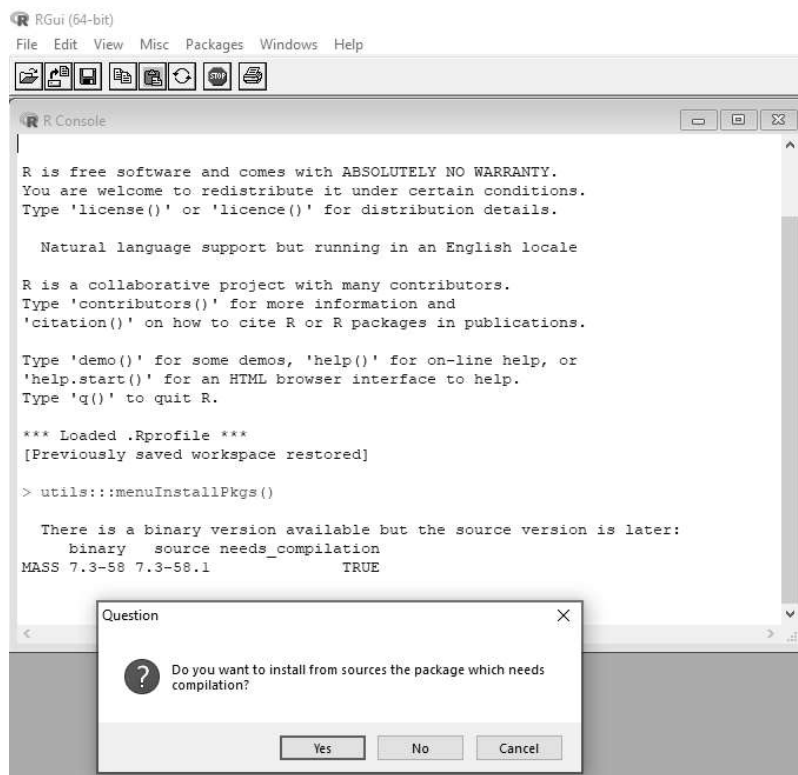 RGui (64-bit)
File Edit View Misc Packages Windows Help
STOP
R Console
R is free software and comes with ABSOLUTELY NO WARRANTY.
You are welcome to redistribute it under certain conditions.
Type 'license()' or 'licence()' for distribution details.
Natural language support but running in an English locale
R is a collaborative project with many contributors.
Type 'contributors()' for more information and
'citation()' on how to cite R or R packages in publications.
Type 'demo()' for some demos, 'help()' for on-line help, or
'help.start()' for an HTML browser interface to help.
Type 'q()' to quit R.
*** Loaded .Rprofile ***
[Previously saved workspace restored]
> utils:::menuInstallPkgs()
There is a binary version available but the source version is later:
binary source needs_compilation
MASS 7.3-58 7.3-58.1 TRUE
Question
Do you want to install from sources the package which needs
compilation?
Yes No Cancel